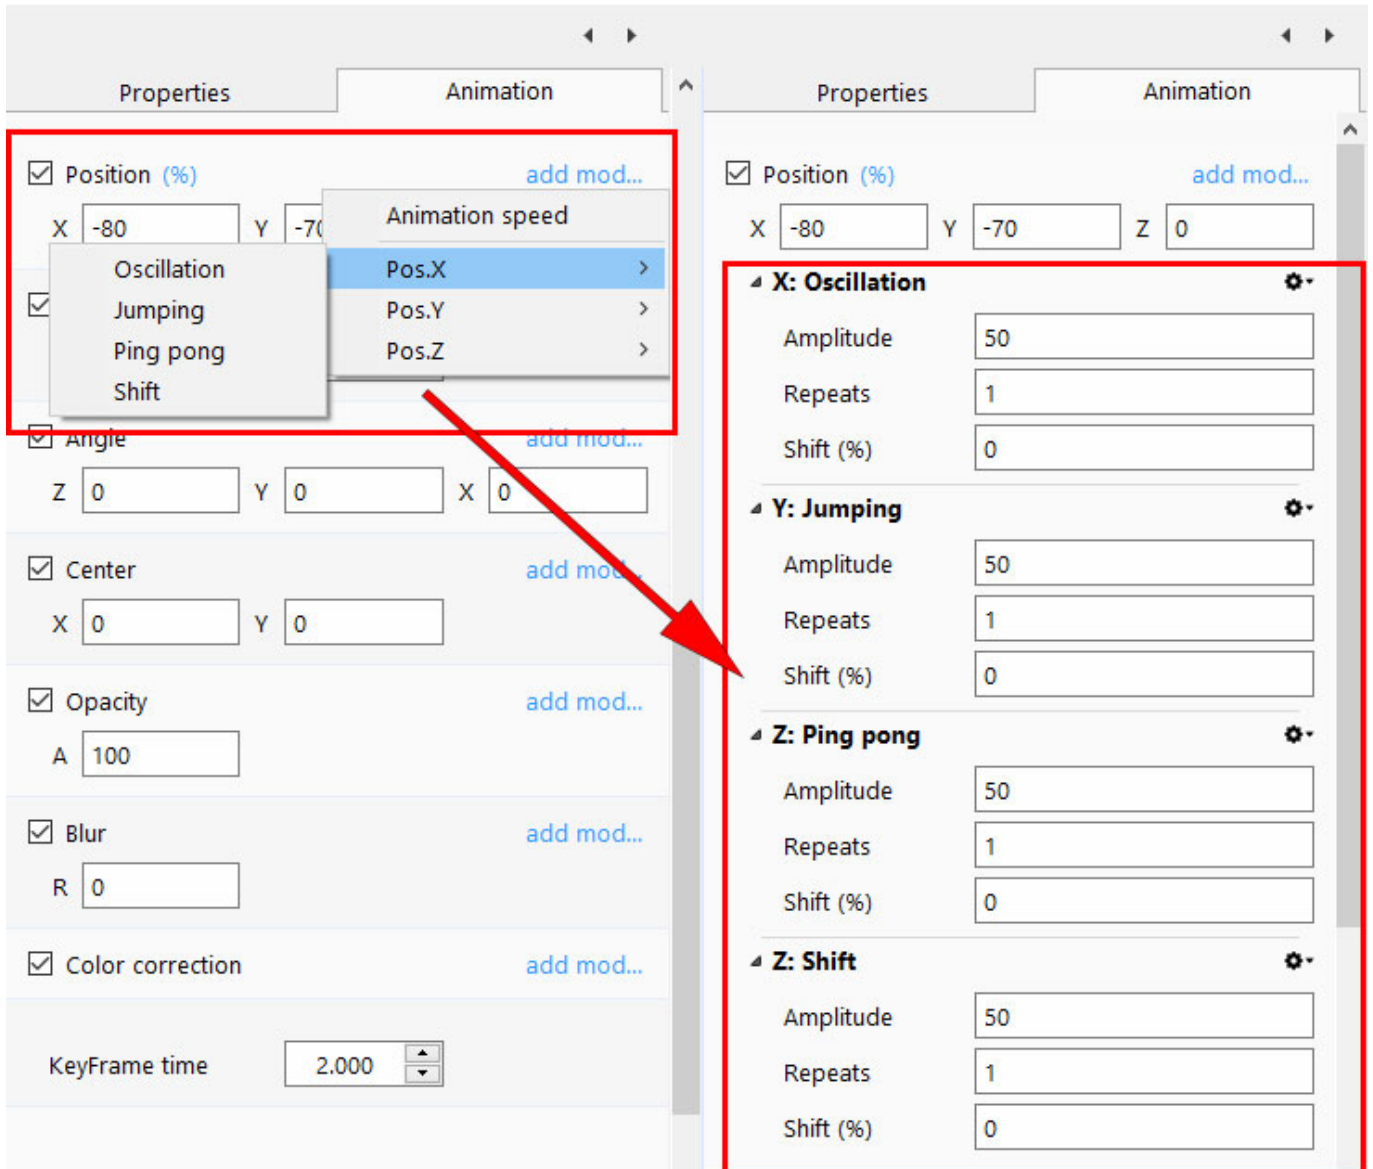 Properties Animation
Position (%) add mod...
X -80 Y -70
Animation speed
Pos.X
Pos.Y
Pos.Z
Oscillation
Jumping
Ping pong
Shift
Angle add mod...
Z 0 Y 0 X 0
Center add mod...
X 0 Y 0
Opacity add mod...
A 100
Blur add mod...
R 0
Color correction add mod...
KeyFrame time 2.000
Properties Animation
Position (%) add mod...
X -80 Y -70 Z 0
X: Oscillation
Amplitude 50
Repeats 1
Shift (%) 0
Y: Jumping
Amplitude 50
Repeats 1
Shift (%) 0
Z: Ping pong
Amplitude 50
Repeats 1
Shift (%) 0
Z: Shift
Amplitude 50
Repeats 1
Shift (%) 0